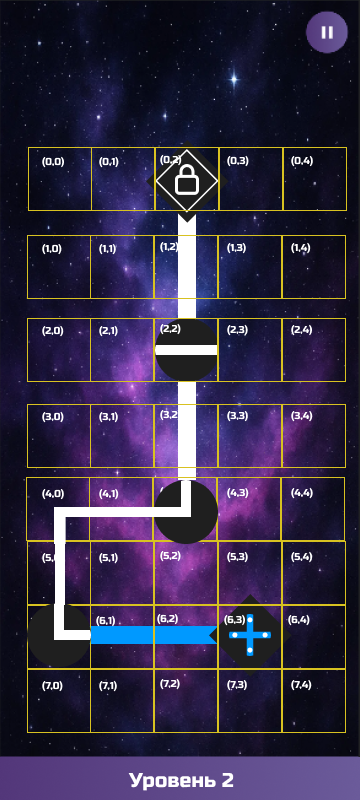 (0,0) (0,1) (0,2) (0,3) (0,4)
(1,0) (1,1) (1,2) (1,3) (1,4)
(2,0) (2,1) (2,2) (2,3) (2,4)
(3,0) (3,1) (3,2 (3,3) (3,4)
(4,0) (4,1) (4,3) (4,4)
(5, (5,1) (5,2) (5,3) (5,4)
(6,1) (6,2) (6,3) (6,4)
(7,0) (7,1) (7,2) (7,3) (7,4)
Уровень 2